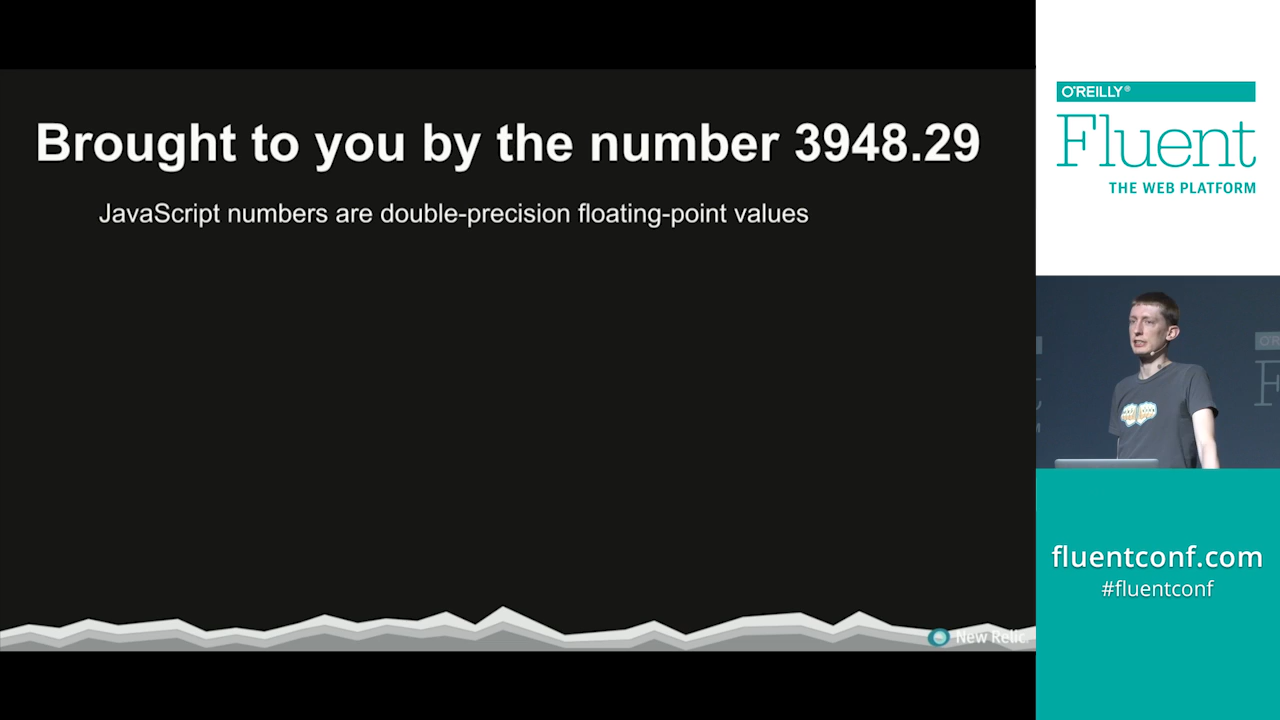 Brought to you by the number 3948.29
JavaScript numbers are double-precision floating-point values
New Relic
O'REILLY®
Fluent
THE WEB PLATFORM
fluentconf.com
#fluentconf